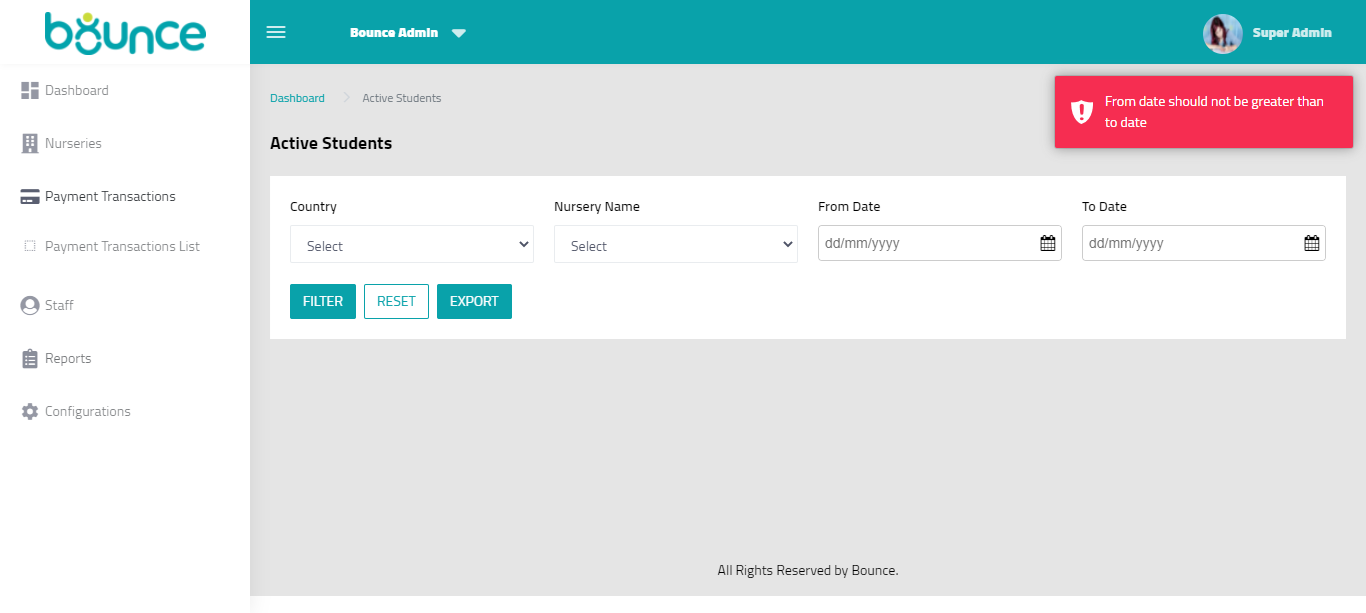 bounce
Bounce Admin
Super Admin
Dashboard
Nurseries
Payment Transactions
Payment Transactions List
Staff
Reports
Configurations
Dashboard
Active Students
From date should not be greater than
to date
Active Students
Country
Nursery Name
From Date
To Date
Select
Select
dd/mm/yyyy
dd/mm/yyyy
FILTER
RESET
EXPORT
All Rights Reserved by Bounce.